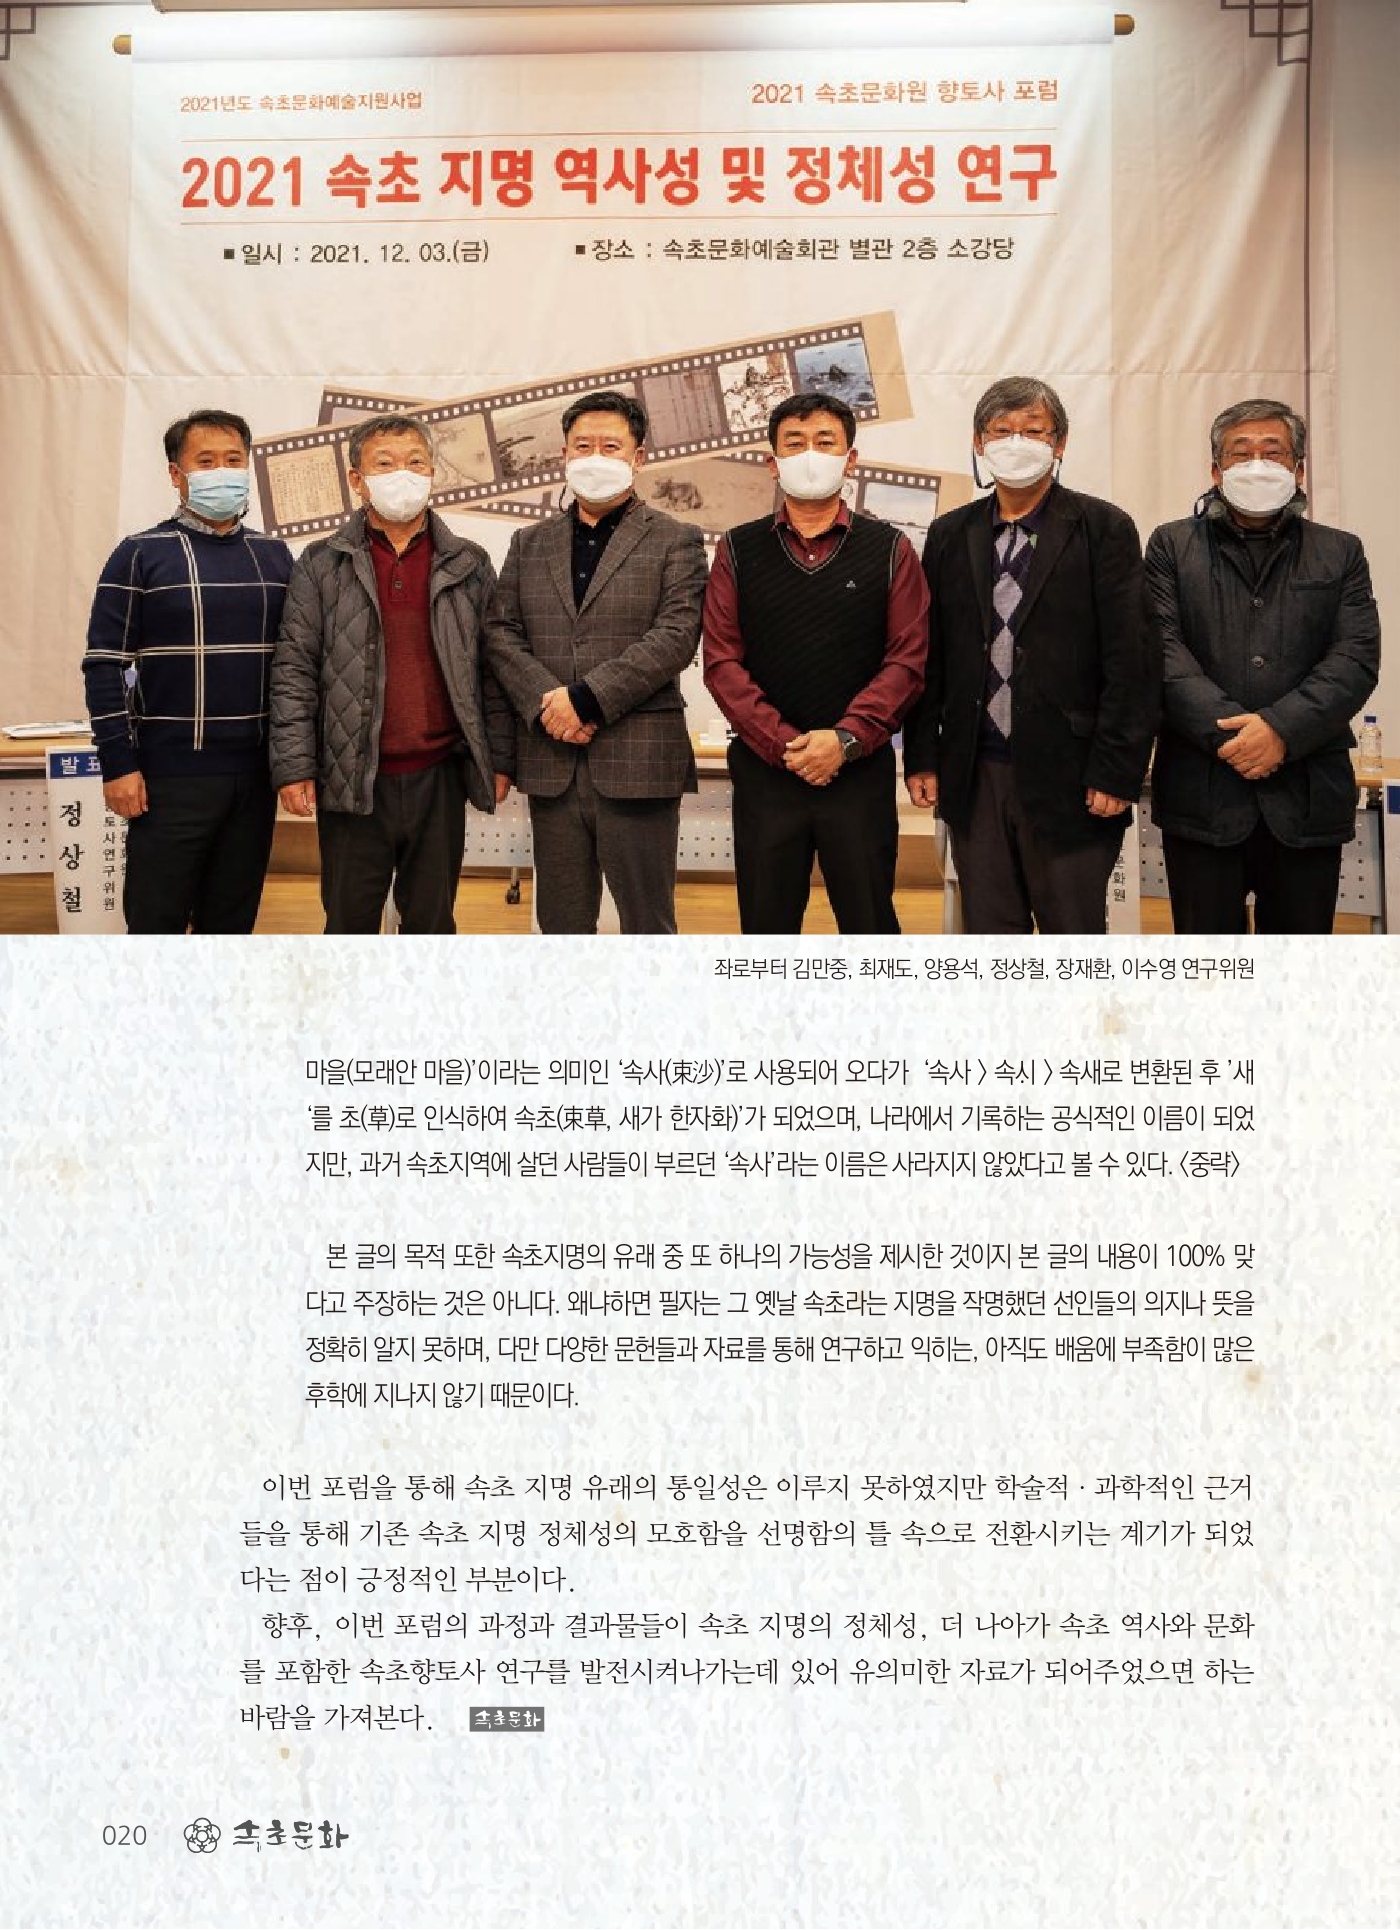 2021년도 속초문화예술지원사업
2021 속초문화원 향토사 포럼
2021 속초 지명 역사성 및 정체성 연구
■ 일시 : 2021. 12. 03.(금)
■ 장소 : 속초문화예술회관 별관 2층 소강당
발표
정상철
토사연구위원
문화원
좌로부터 김만중, 최재도, 양용석, 정상철, 장재환, 이수영 연구위원
마을(모래안 마을)’이라는 의미인 ‘속사(束沙)’로 사용되어 오다가 ‘속사 〉 속시 〉 속새로 변환된 후 ’새
‘를 초(草)로 인식하여 속초(束草, 새가 한자화)’가 되었으며, 나라에서 기록하는 공식적인 이름이 되었
지만, 과거 속초지역에 살던 사람들이 부르던 ‘속사’라는 이름은 사라지지 않았다고 볼 수 있다. 〈중략〉
본 글의 목적 또한 속초지명의 유래 중 또 하나의 가능성을 제시한 것이지 본 글의 내용이 100% 맞
다고 주장하는 것은 아니다. 왜냐하면 필자는 그 옛날 속초라는 지명을 작명했던 선인들의 의지나 뜻을
정확히 알지 못하며, 다만 다양한 문헌들과 자료를 통해 연구하고 익히는, 아직도 배움에 부족함이 많은
후학에 지나지 않기 때문이다.
이번 포럼을 통해 속초 지명 유래의 통일성은 이루지 못하였지만 학술적 · 과학적인 근거
들을 통해 기존 속초 지명 정체성의 모호함을 선명함의 틀 속으로 전환시키는 계기가 되었
다는 점이 긍정적인 부분이다.
향후, 이번 포럼의 과정과 결과물들이 속초 지명의 정체성, 더 나아가 속초 역사와 문화
를 포함한 속초향토사 연구를 발전시켜나가는데 있어 유의미한 자료가 되어주었으면 하는
바람을 가져본다. 속초문화
020 속초문화